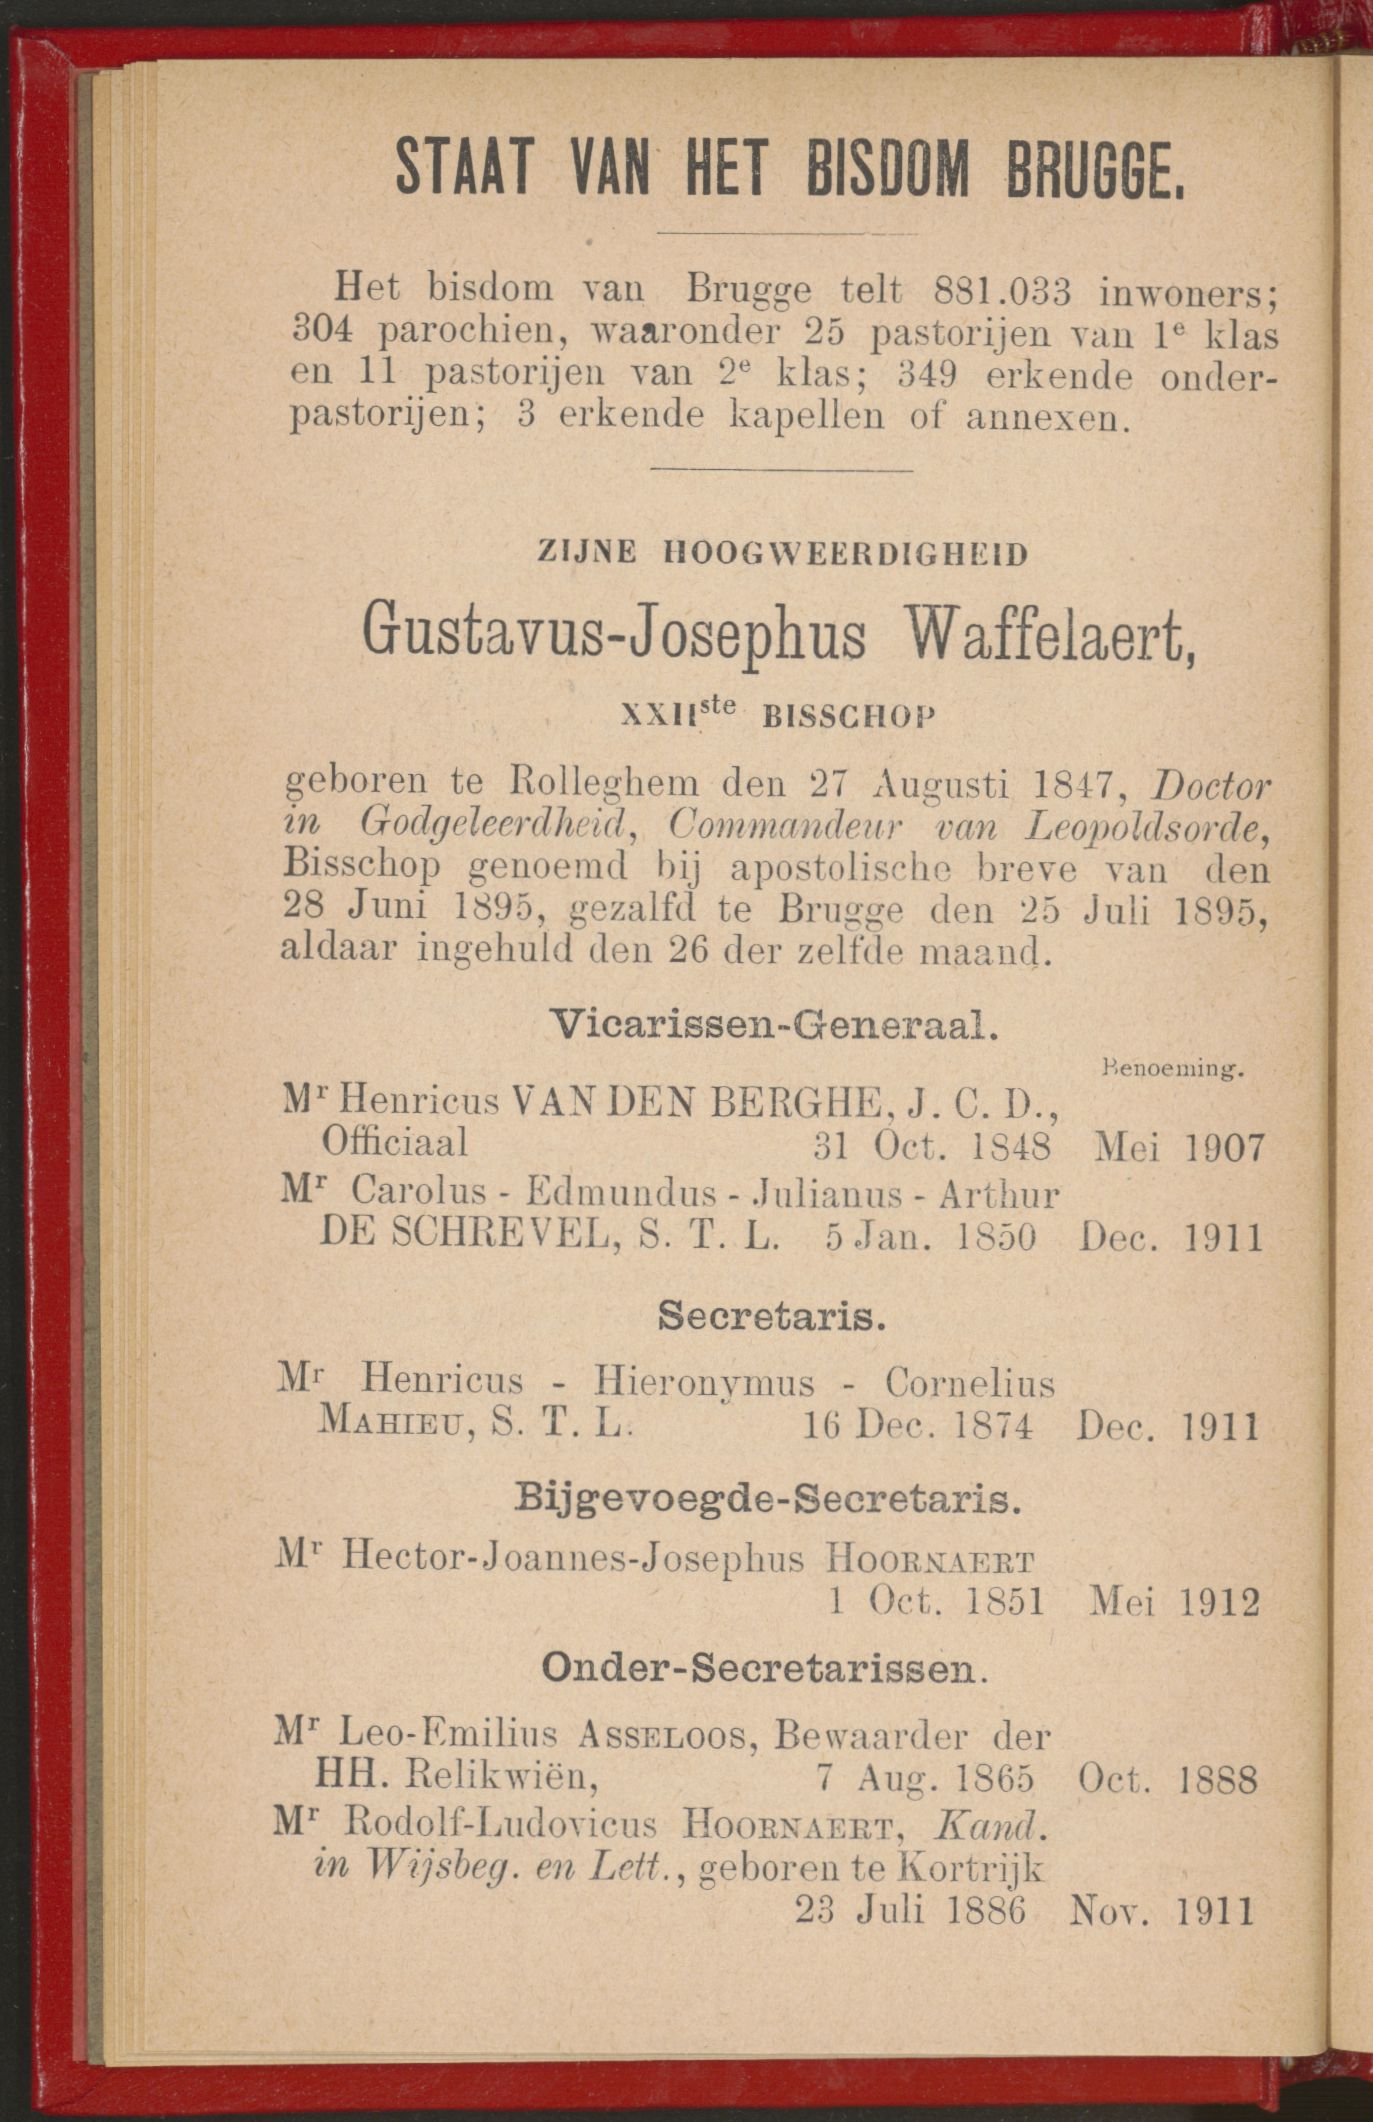 STAAT VAN HET BISDOM BRUGGE.
Het bisdom van Brugge telt 881.033 inwoners;
304 parochien, waaronder 25 pastorijen van 1e klas
en 11 pastorijen van 2e klas; 349 erkende onder-
pastorijen; 3 erkende kapellen of annexen.
ZIJNE HOOGWEERDIGHEID
Gustavus-Josephus Waffelaert,
XXIIste BISSCHOP
geboren te Rolleghem den 27 Augusti 1847, Doctor
in Godgeleerdheid, Commandeur van Leopoldsorde,
Bisschop genoemd bij apostolische breve van den
28 Juni 1895, gezalfd te Brugge den 25 Juli 1895,
aldaar ingehuld den 26 der zelfde maand.
Vicarissen-Generaal.
Benoeming.
Mr Henricus VAN DEN BERGHE, J. C. D.,
Officiaal 31 Oct. 1848 Mei 1907
Mr Carolus - Edmundus - Julianus - Arthur
DE SCHREVEL, S. T. L. 5 Jan. 1850 Dec. 1911
Secretaris.
Mr Henricus - Hieronymus - Cornelius
MAHIEU, S. T. L. 16 Dec. 1874 Dec. 1911
Bijgevoegde-Secretaris.
Mr Hector-Joannes-Josephus HOORNAERT
1 Oct. 1851 Mei 1912
Onder-Secretarissen.
Mr Leo-Emilius ASSELOOS, Bewaarder der
HH. Relikwiën, 7 Aug. 1865 Oct. 1888
Mr Rodolf-Ludovicus HOORNAERT, Kand.
in Wijsbeg. en Lett., geboren te Kortrijk
23 Juli 1886 Nov. 1911